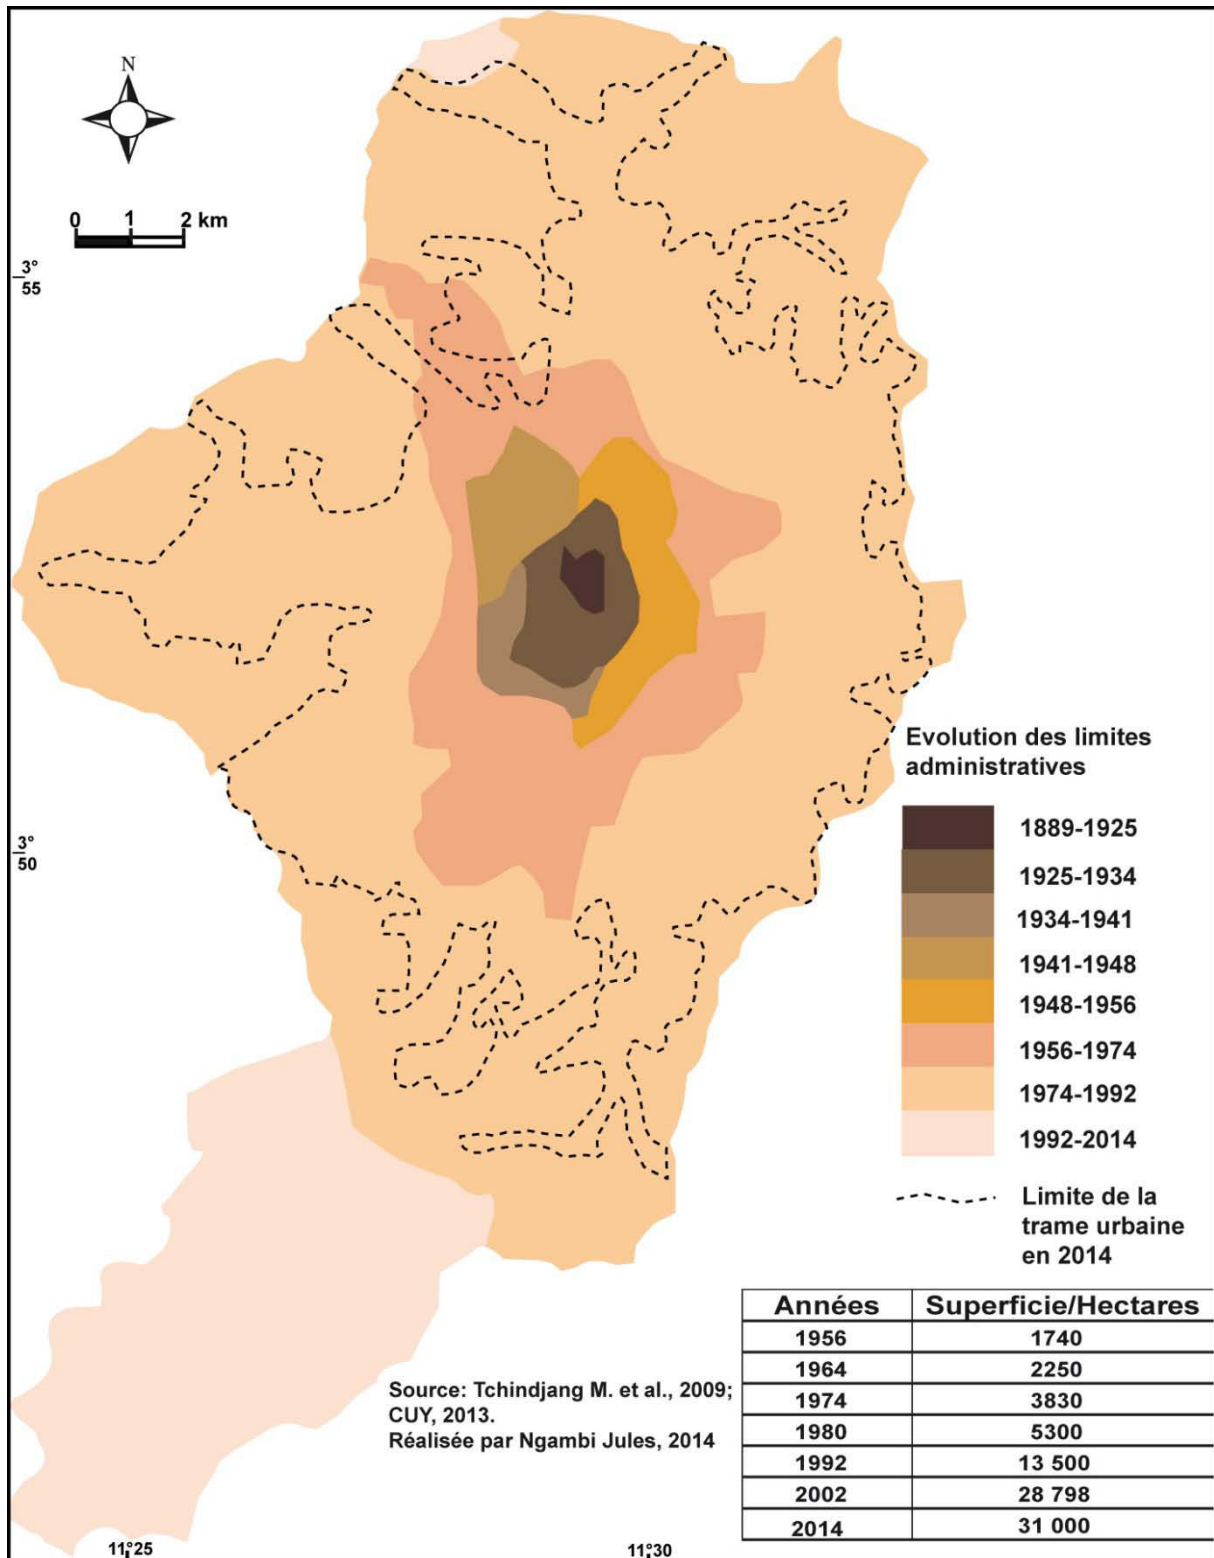 N
0 1 2 km
3°
55
3°
50
Evolution des limites
administratives
1889-1925
1925-1934
1934-1941
1941-1948
1948-1956
1956-1974
1974-1992
1992-2014
Limite de la
trame urbaine
en 2014
Années Superficie/Hectares
1956 1740
1964 2250
1974 3830
1980 5300
1992 13 500
2002 28 798
2014 31 000
Source: Tchindjang M. et al., 2009;
CUY, 2013.
Réalisée par Ngambi Jules, 2014
11°25 11°30